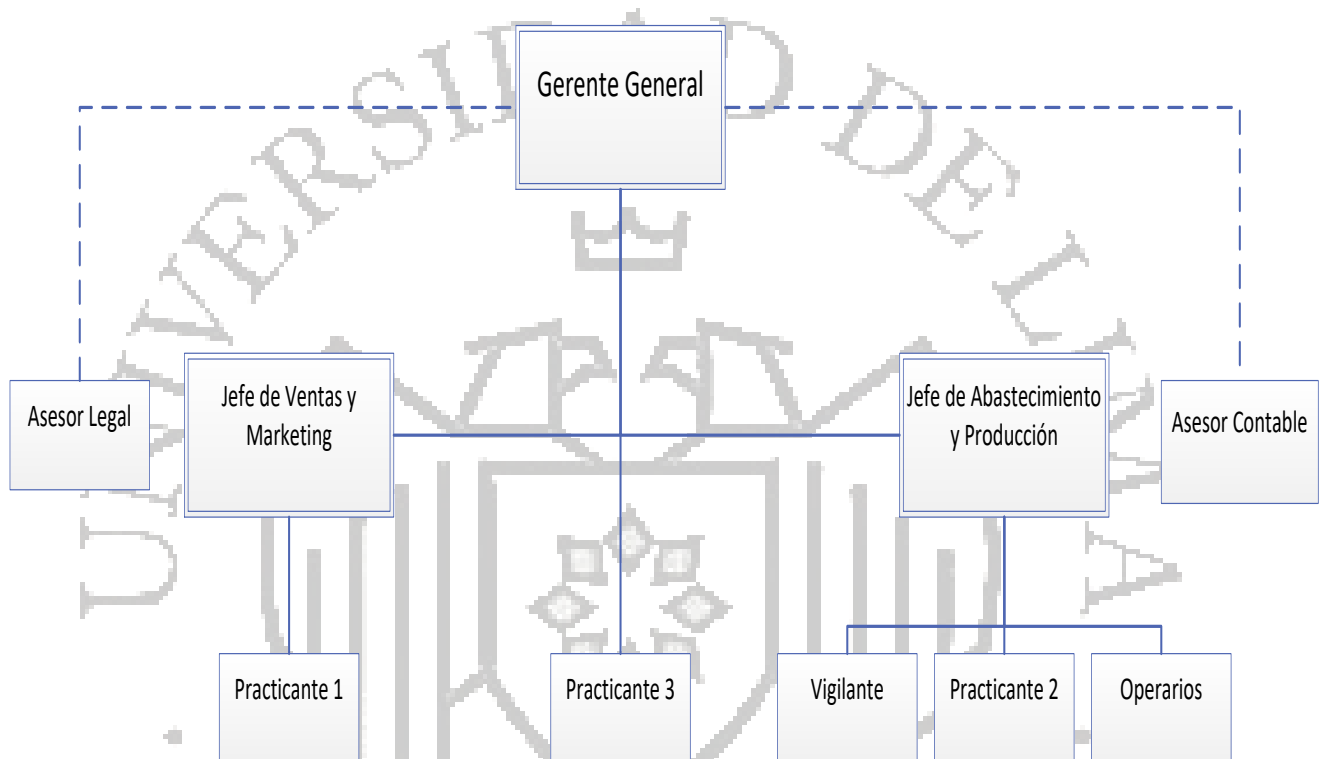 Gerente General
Asesor Legal
Jefe de Ventas y
Marketing
Jefe de Abastecimiento
y Producción
Asesor Contable
Practicante 1
Practicante 3
Vigilante
Practicante 2
Operarios